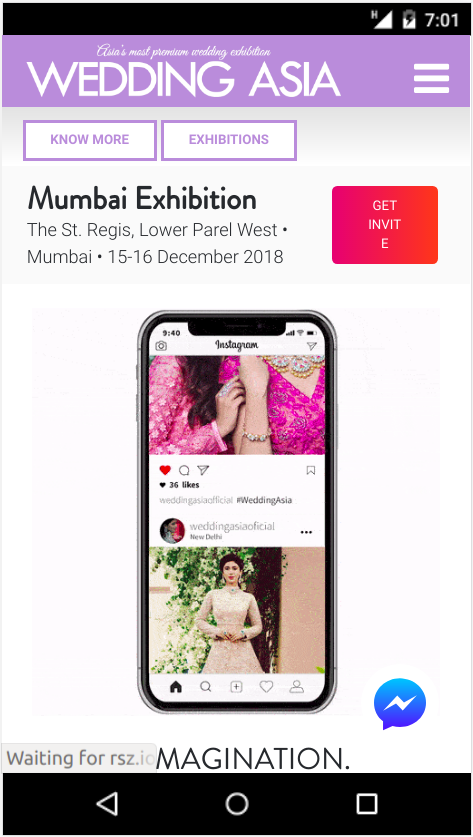 H
7:01
Asia's most premium wedding exhibition
WEDDING ASIA
KNOW MORE
EXHIBITIONS
Mumbai Exhibition
The St. Regis, Lower Parel West •
Mumbai • 15-16 December 2018
GET
INVIT
E
9:40
Instagram
36 likes
weddingasiaofficial #WeddingAsia
weddingasiaoficial
New Delhi
MAGINATION.
Waiting for rsz.io